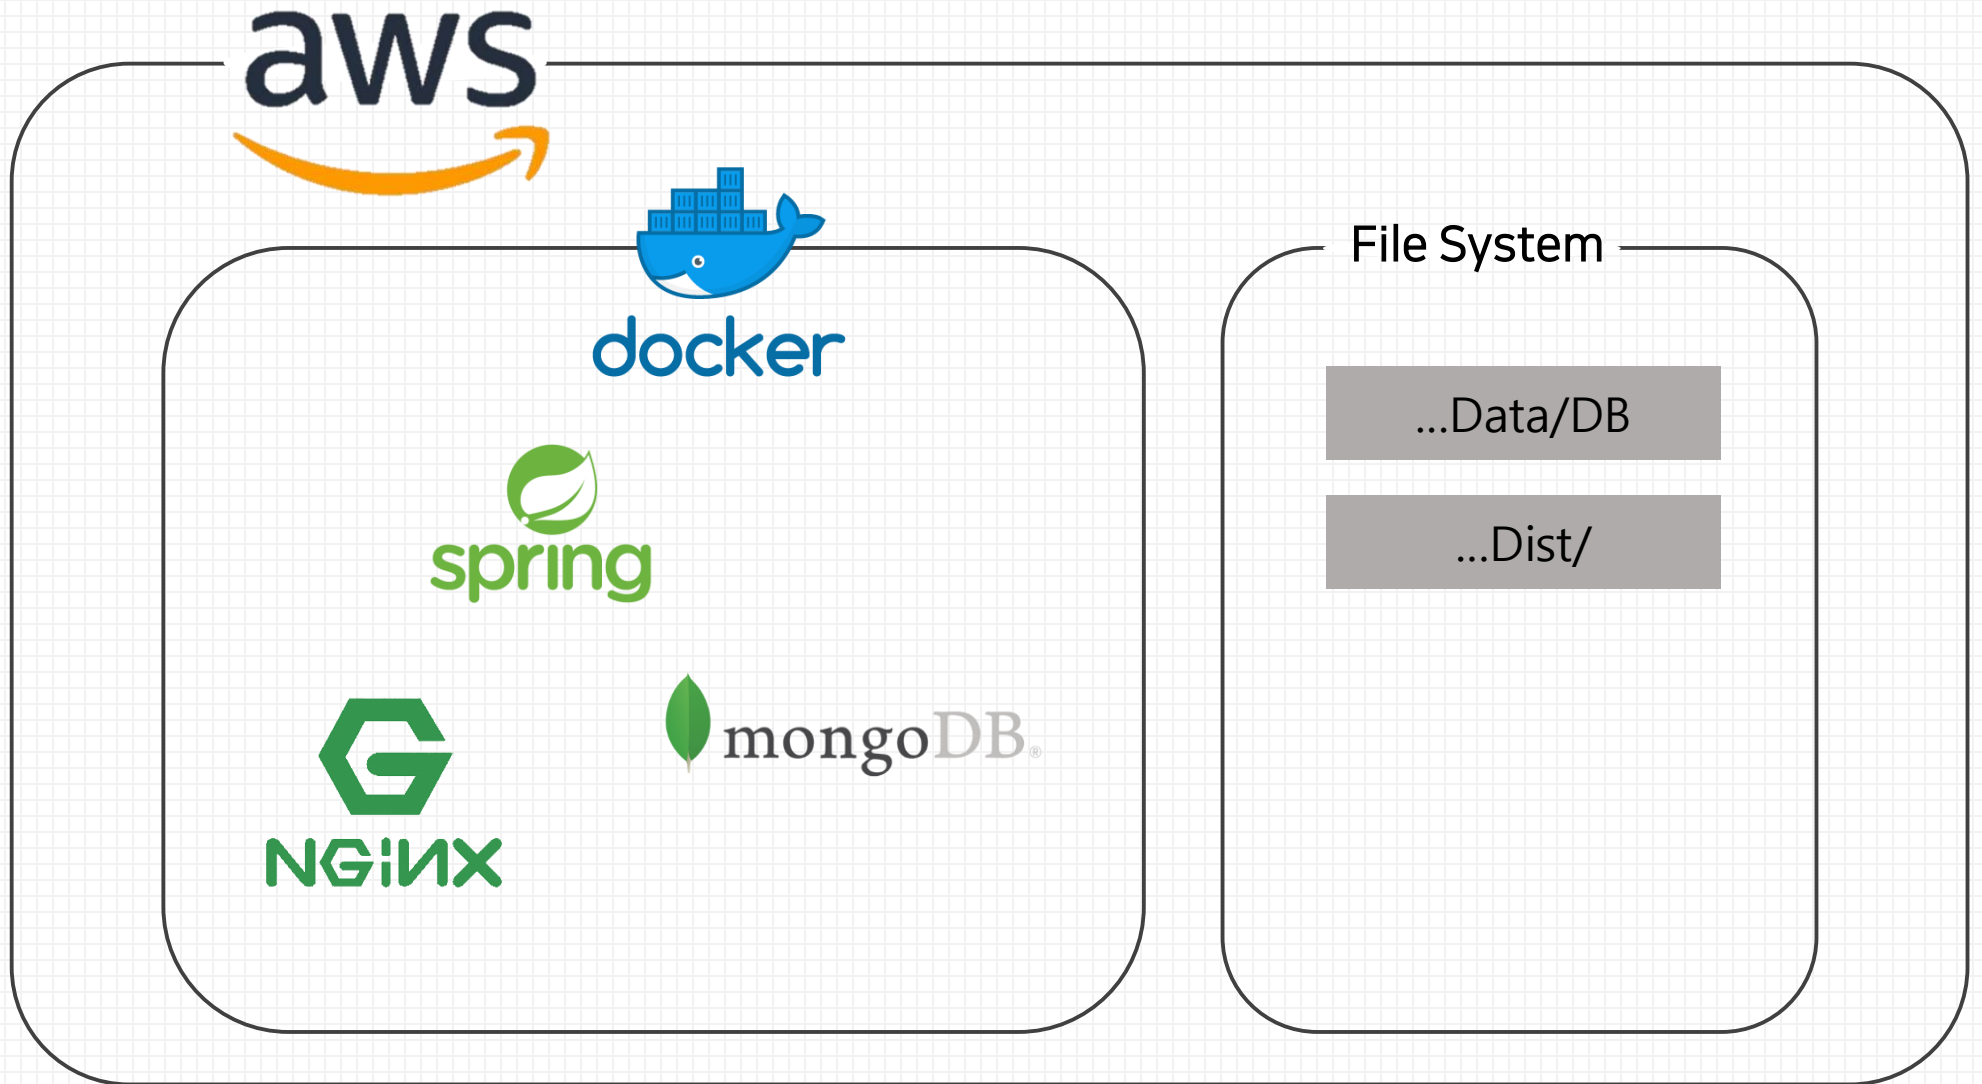 aws
docker
File System
...Data/DB
spring
...Dist/
mongoDB®
NGiNX